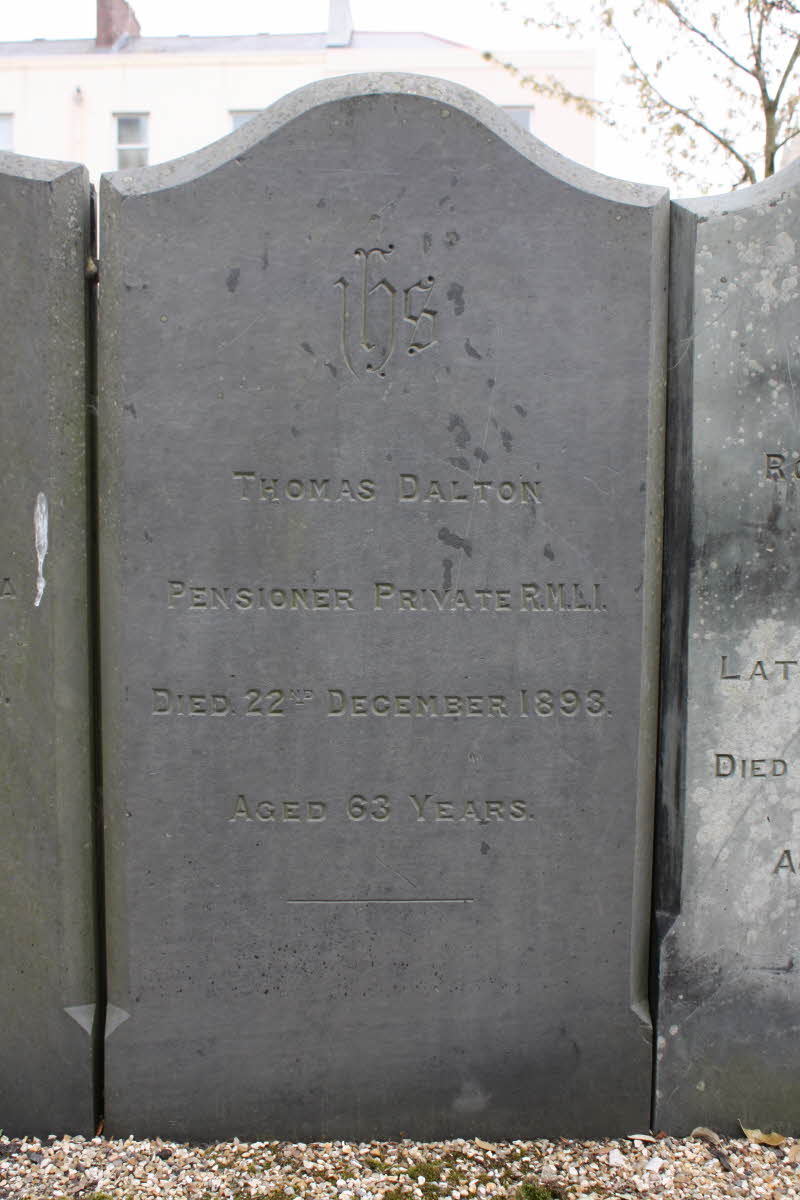 ihs
THOMAS DALTON
PENSIONER PRIVATE R.M.L.I.
DIED. 22ND DECEMBER 1893.
AGED 63 YEARS.
LAT
DIED